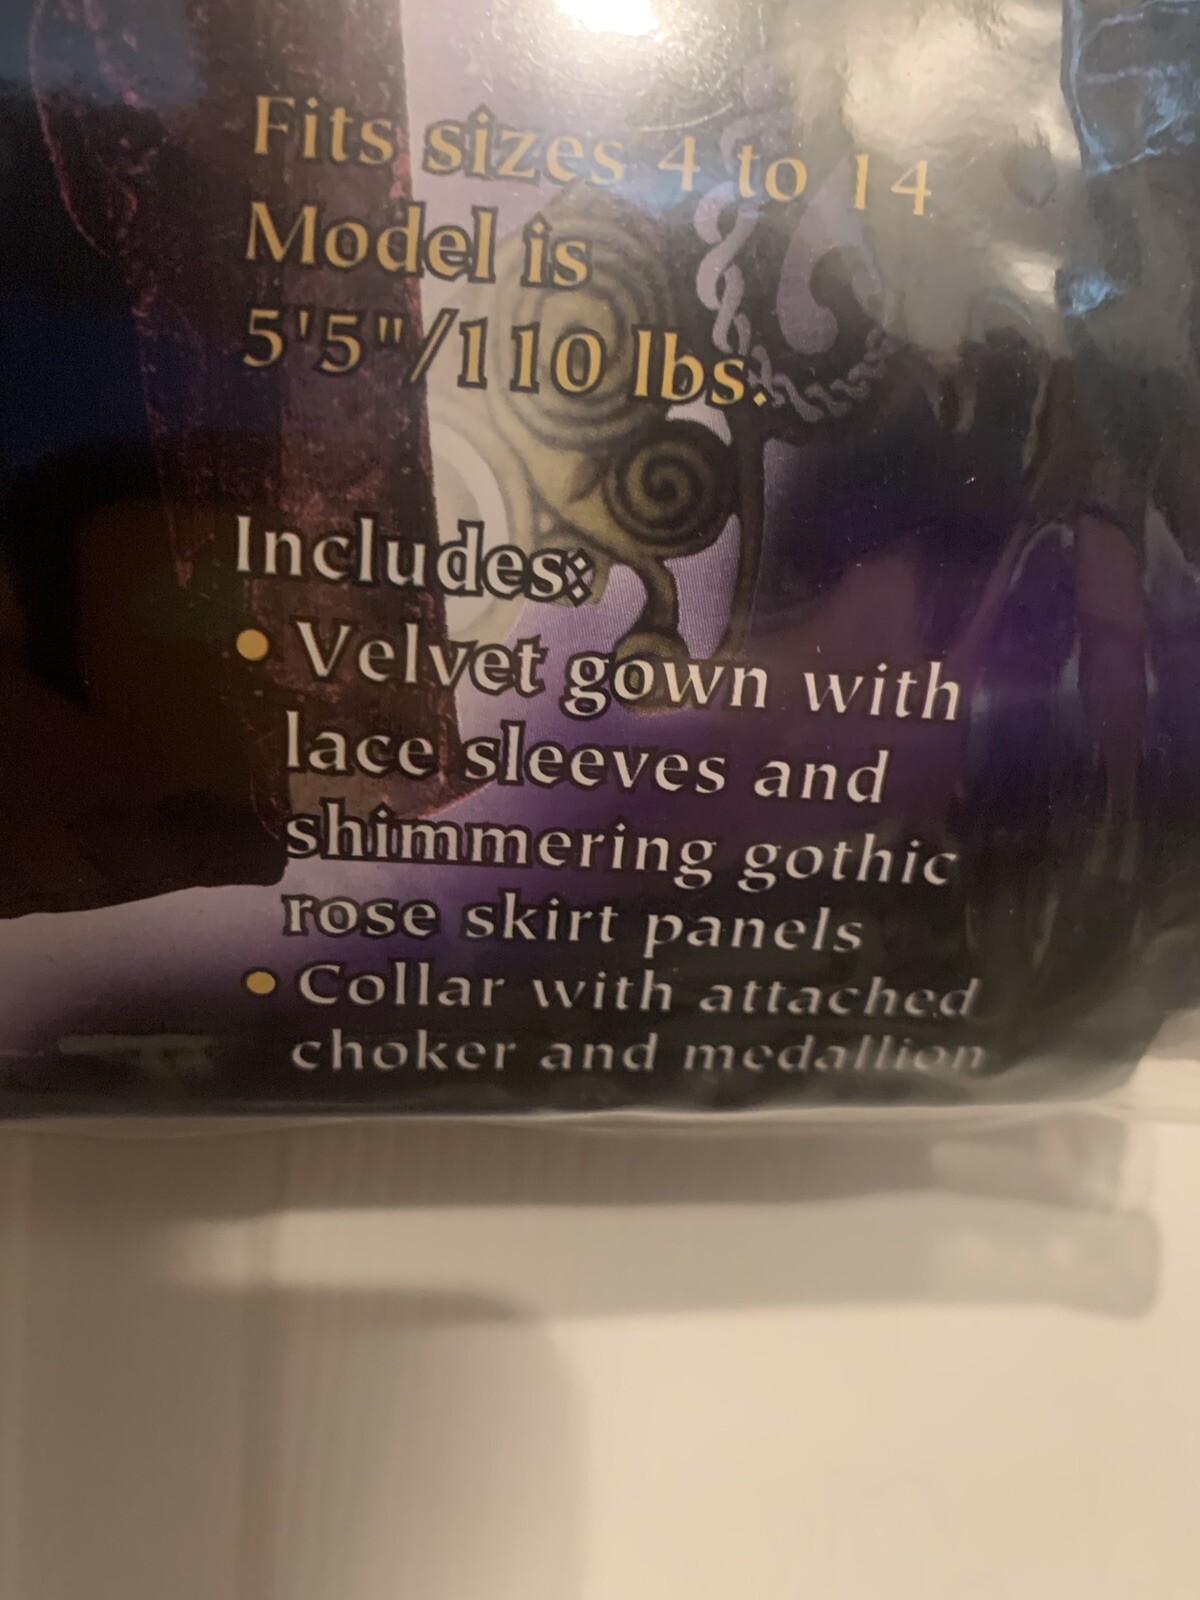 Fits sizes 4 to 14
Model is
5'5"/110 lbs.
Includes:
• Velvet gown with
lace sleeves and
shimmering gothic
rose skirt panels
• Collar with attached
choker and medallion